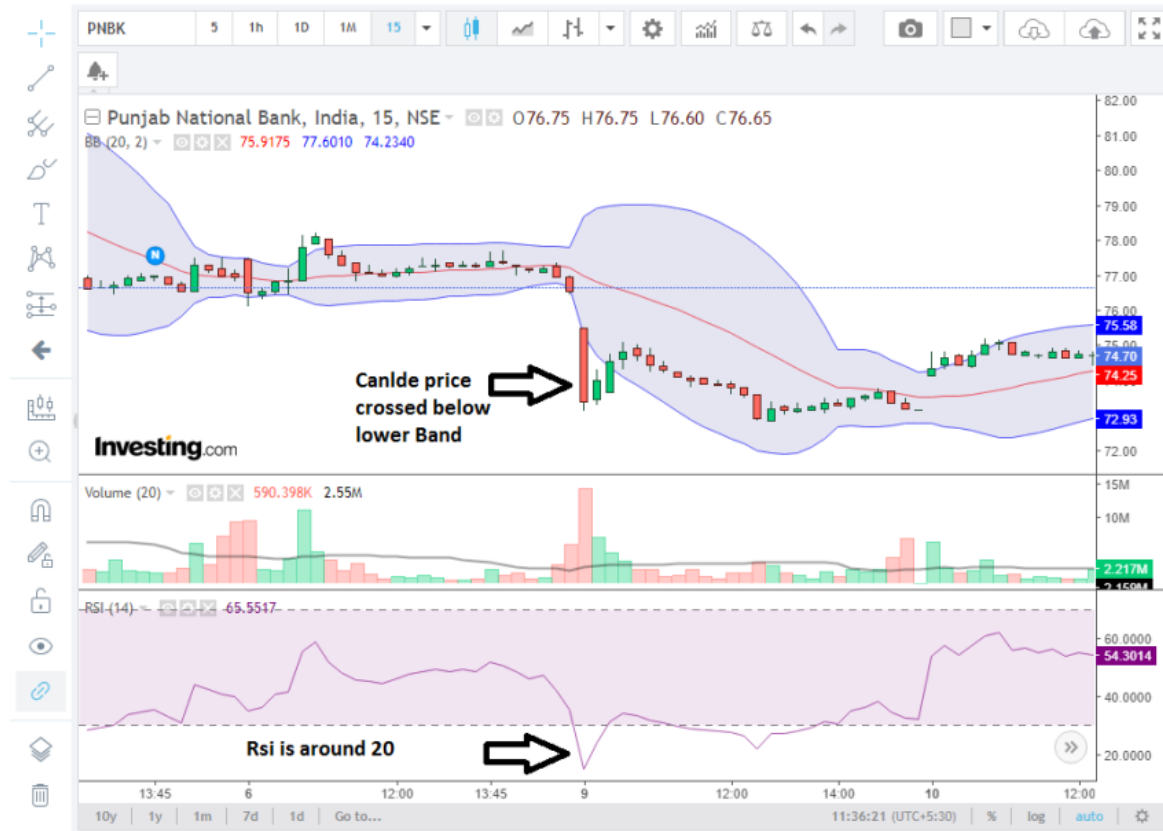 PNBK 5 1h 1D 1M 15
Punjab National Bank, India, 15, NSE O76.75 H76.75 L76.60 C76.65
BB (20, 2) 75.9175 77.6010 74.2340
82.00
81.00
80.00
79.00
78.00
N
77.00
76.00
75.58
75.00
74.70
74.25
72.93
72.00
Canlde price
crossed below
lower Band
Investing.com
Volume (20) 590.398K 2.55M
15M
10M
2.217M
2.159M
RSI (14) 65.5517
60.0000
54.3014
40.0000
20.0000
Rsi is around 20
13:45 6 12:00 13:45 9 12:00 14:00 10 12:00
10y 1y 1m 7d 1d Go to... 11:36:21 (UTC+5:30) % log auto